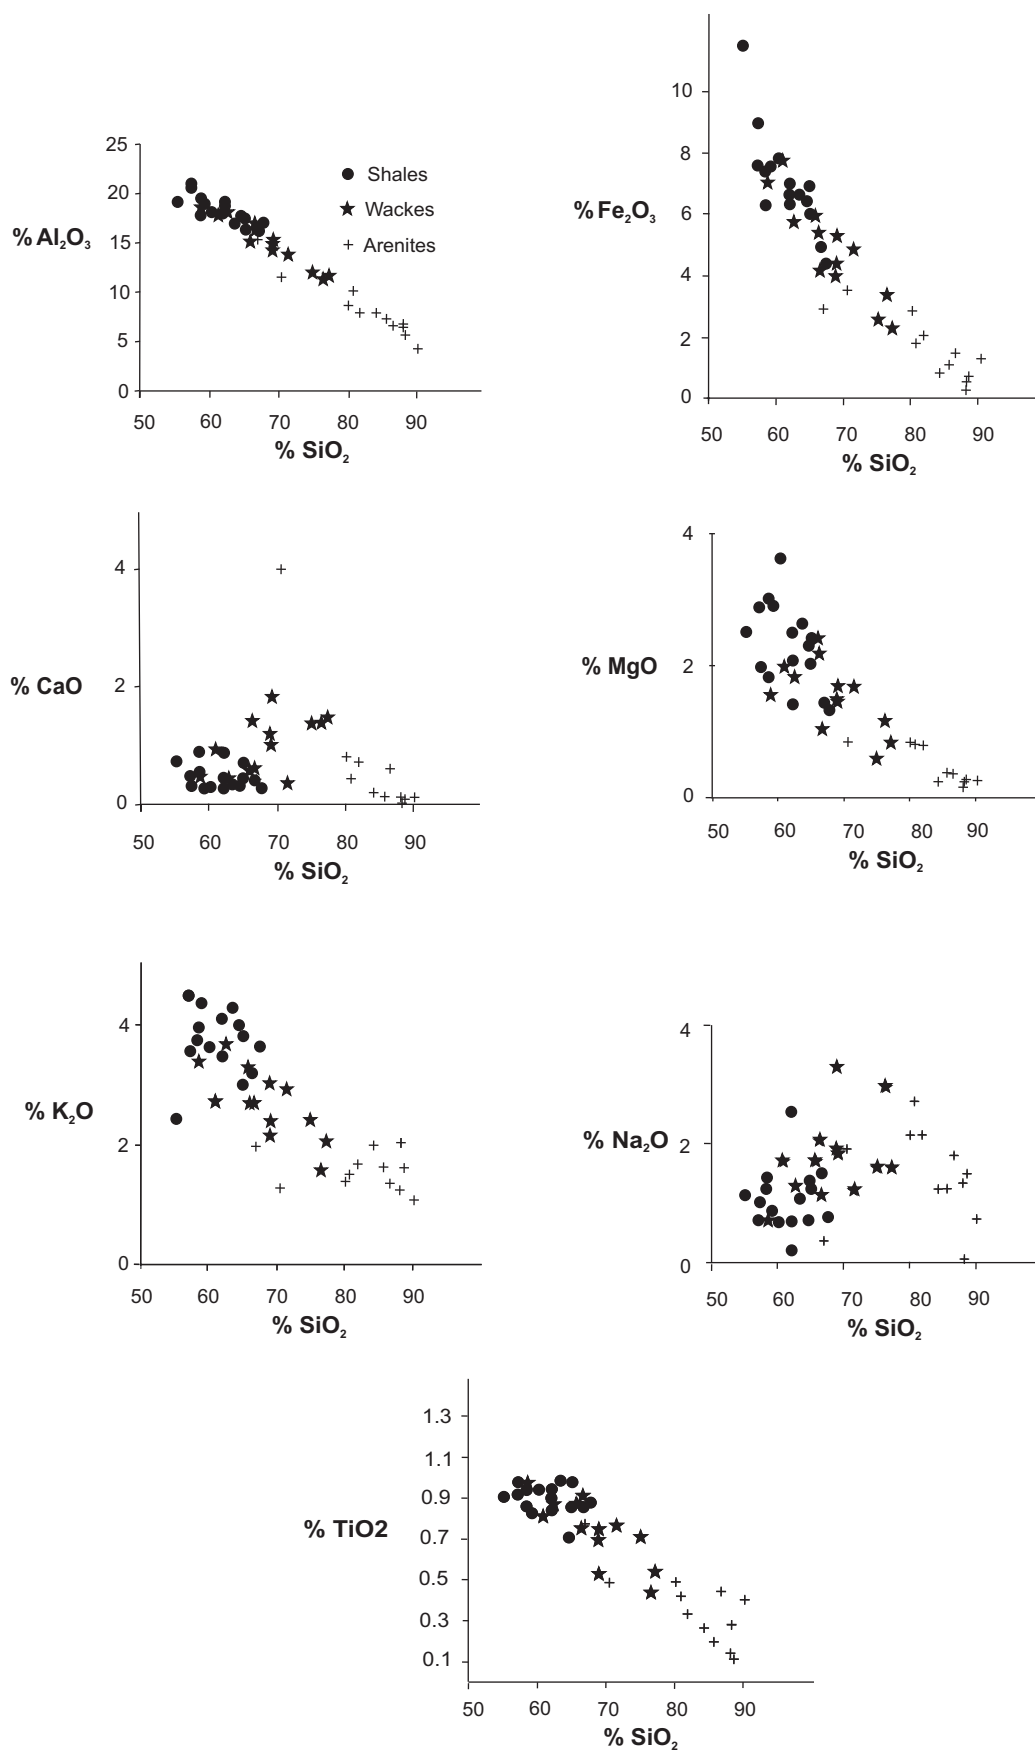 25
20
15
10
5
0
% Al₂O₃
Shales
Wackes
Arenites
50 60 70 80 90
% SiO₂
10
8
6
4
2
0
% Fe₂O₃
50 60 70 80 90
% SiO₂
4
2
0
% CaO
50 60 70 80 90
% SiO₂
4
2
0
% MgO
50 60 70 80 90
% SiO₂
4
2
0
% K₂O
50 60 70 80 90
% SiO₂
4
2
0
% Na₂O
50 60 70 80 90
% SiO₂
1.3
1.1
0.9
0.7
0.5
0.3
0.1
% TiO2
50 60 70 80 90
% SiO₂